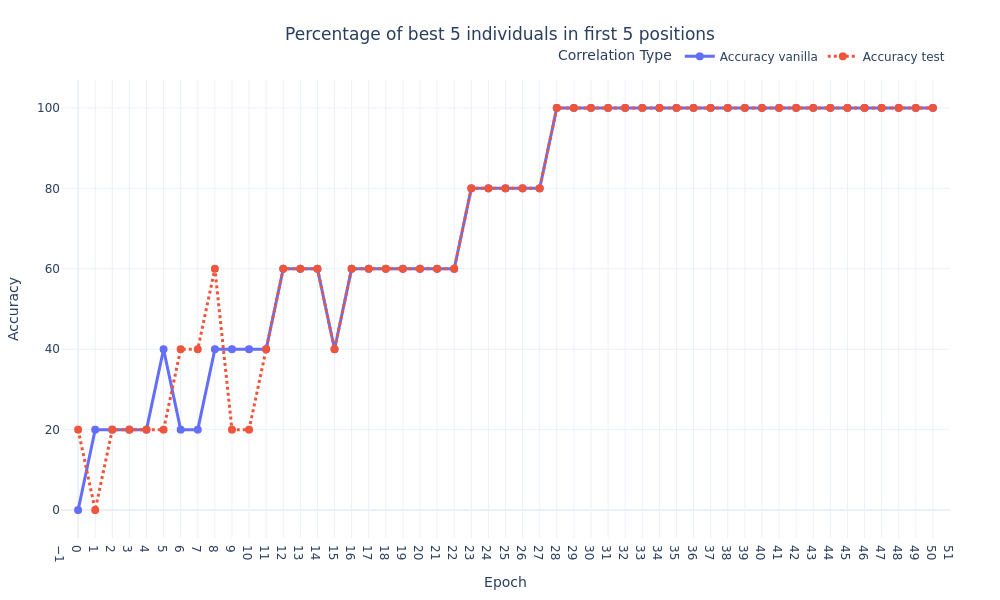 Percentage of best 5 individuals in first 5 positions
Correlation Type Accuracy vanilla Accuracy test
100
80
60
40
20
0
Accuracy
−1 0 1 2 3 4 5 6 7 8 9 10 11 12 13 14 15 16 17 18 19 20 21 22 23 24 25 26 27 28 29 30 31 32 33 34 35 36 37 38 39 40 41 42 43 44 45 46 47 48 49 50 51
Epoch